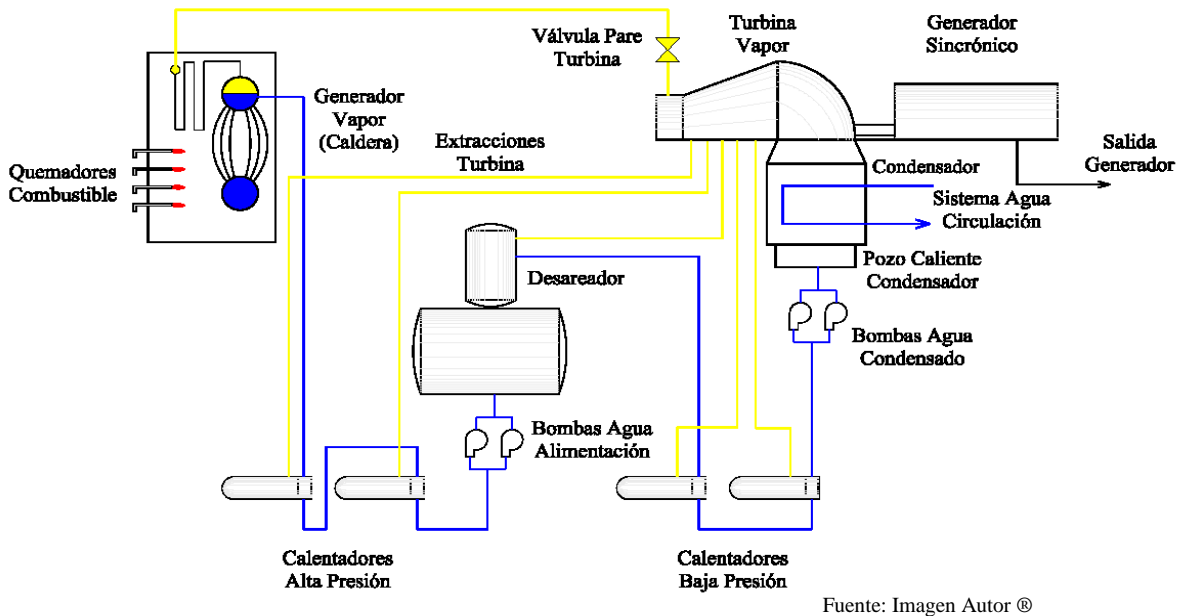 Turbina
Vapor
Generador
Sincrónico
Válvula Pare
Turbina
Generador
Vapor
(Caldera)
Extracciones
Turbina
Quemadores
Combustible
Salida
Generador
Condensador
Sistema Agua
Circulación
Desareador
Pozo Caliente
Condensador
Bombas Agua
Condensado
Bombas Agua
Alimentación
Calentadores
Alta Presión
Calentadores
Baja Presión
Fuente: Imagen Autor ®